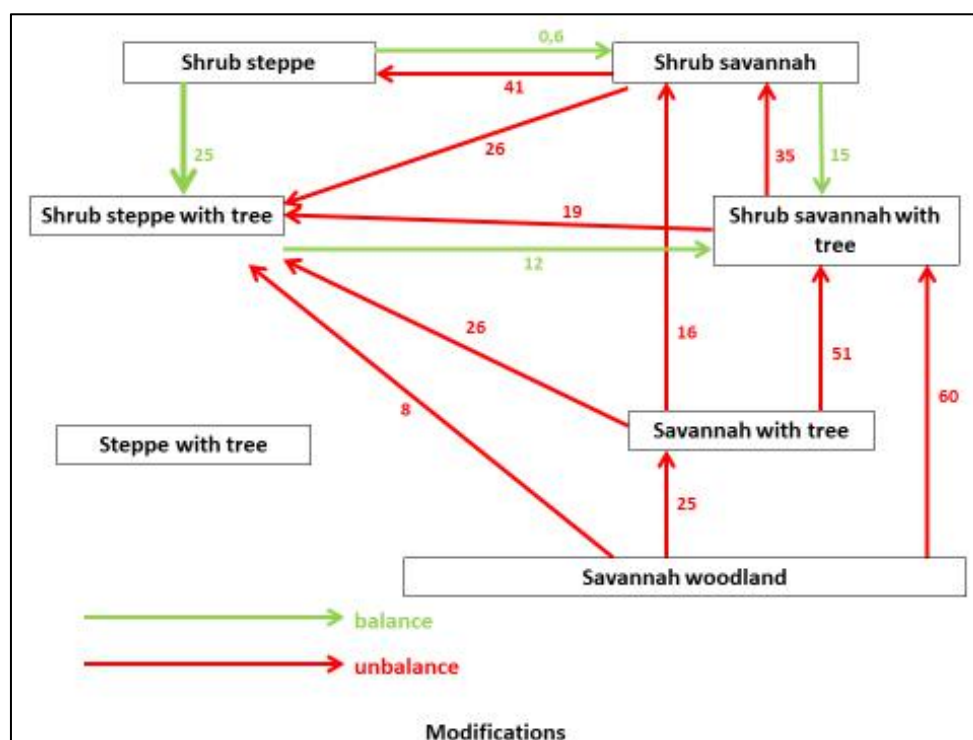 0,6
Shrub steppe
Shrub savannah
41
26
25
35
15
Shrub steppe with tree
19
Shrub savannah with
tree
12
26
16
51
8
60
Steppe with tree
Savannah with tree
25
Savannah woodland
balance
unbalance
Modifications